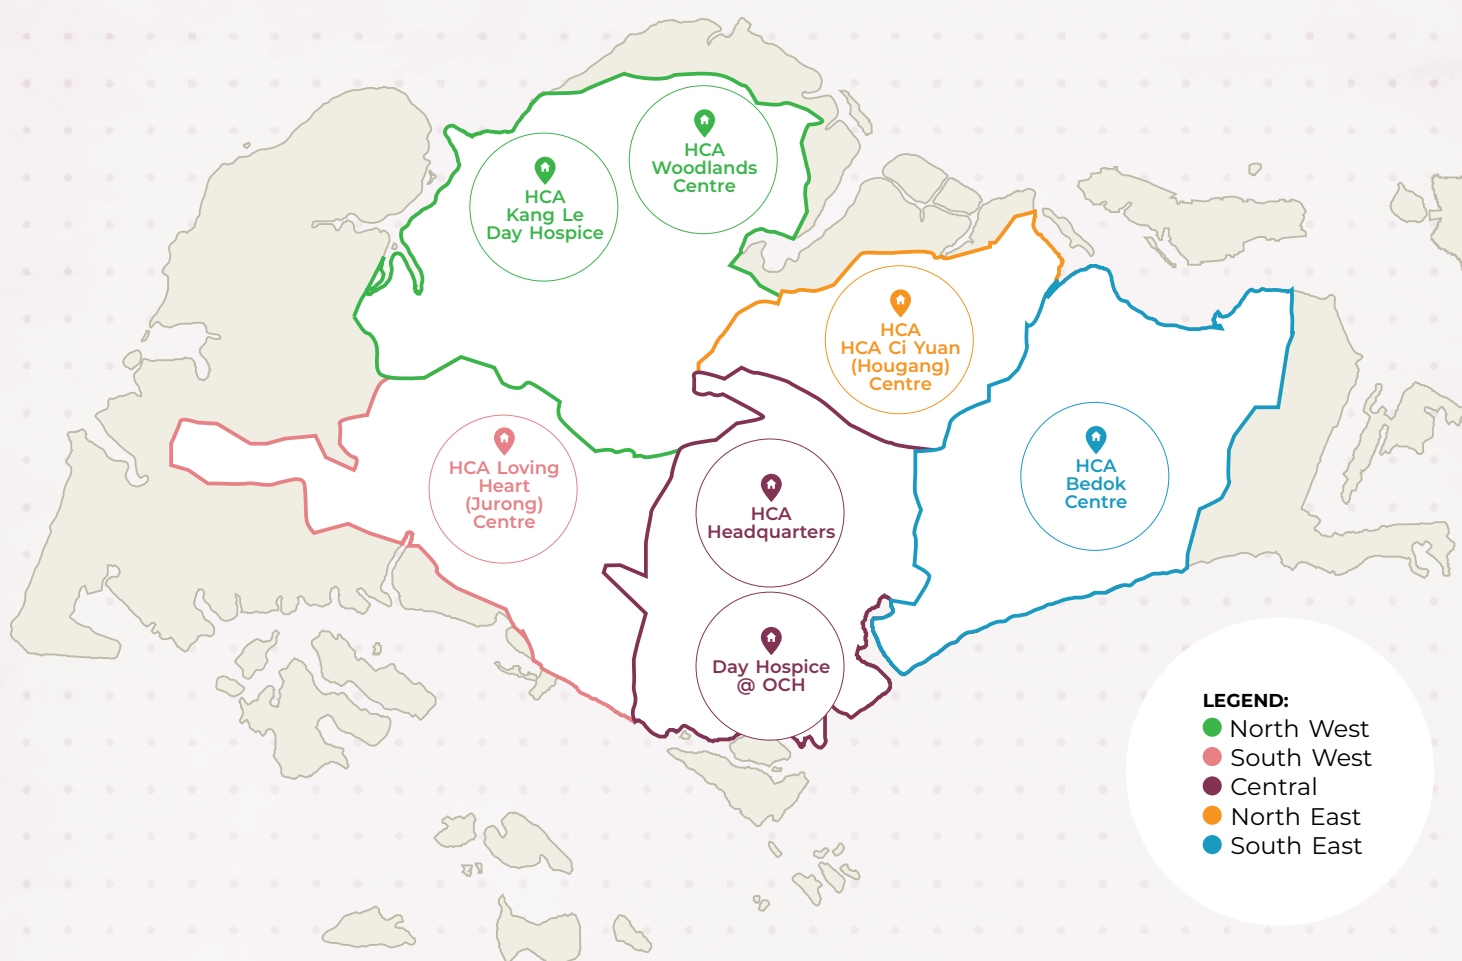 HCA
Woodlands
Centre
HCA
Kang Le
Day Hospice
HCA
HCA Ci Yuan
(Hougang)
Centre
HCA Loving
Heart
(Jurong)
Centre
HCA
Bedok
Centre
HCA
Headquarters
Day Hospice
@ OCH
LEGEND:
North West
South West
Central
North East
South East